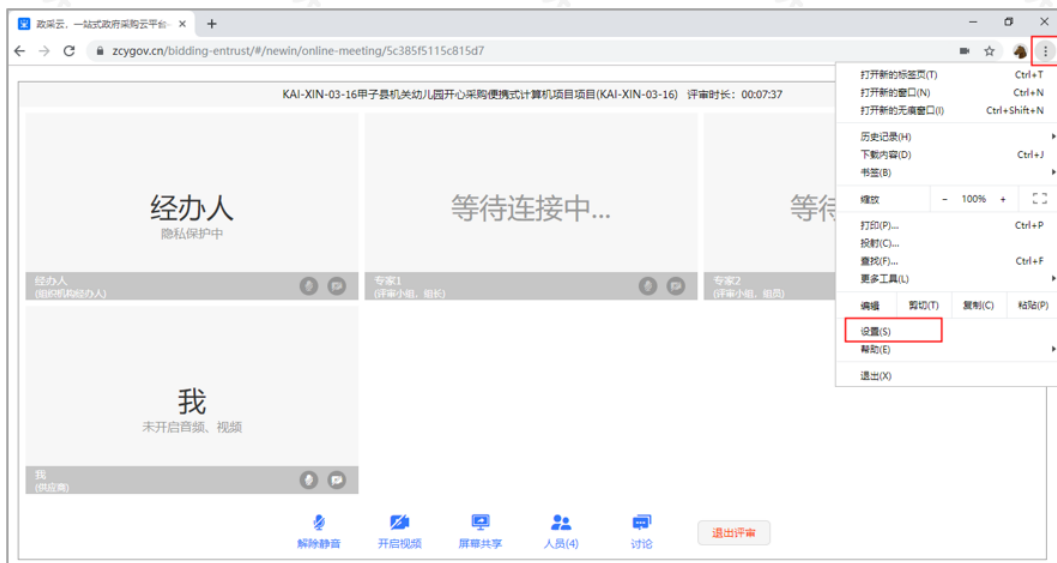 政采云，一站式政府采购云平台-
zcygov.cn/bidding-entrust/#/newin/online-meeting/5c385f5115c815d7
KAI-XIN-03-16甲子县机关幼儿园开心采购便携式计算机项目项目(KAI-XIN-03-16) 评审时长：00:07:37
经办人
隐私保护中
经办人
(组织机构经办人)
等待连接中...
专家1
(评审小组，组长)
等待
专家2
(评审小组，组员)
我
未开启音频、视频
我
(供应商)
解除静音
开启视频
屏幕共享
人员(4)
讨论
退出评审
打开新的标签页(T) Ctrl+T
打开新的窗口(N) Ctrl+N
打开新的无痕窗口(I) Ctrl+Shift+N
历史记录(H)
下载内容(D) Ctrl+J
书签(B)
缩放 - 100% +
打印(P)... Ctrl+P
投射(C)...
查找(F)... Ctrl+F
更多工具(L)
编辑 剪切(T) 复制(C) 粘贴(P)
设置(S)
帮助(E)
退出(X)